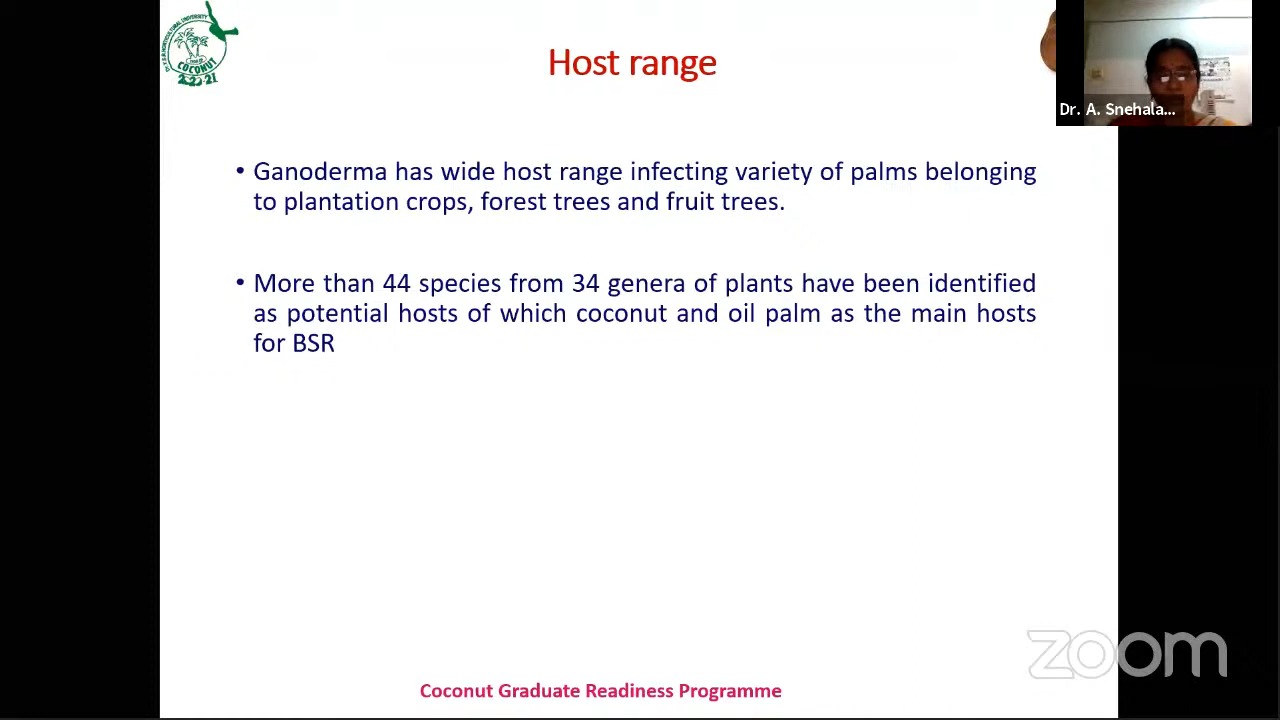 Host range
Dr. A. Snehala...
COCONUT
• Ganoderma has wide host range infecting variety of palms belonging
to plantation crops, forest trees and fruit trees.
• More than 44 species from 34 genera of plants have been identified
as potential hosts of which coconut and oil palm as the main hosts
for BSR
zoom
Coconut Graduate Readiness Programme